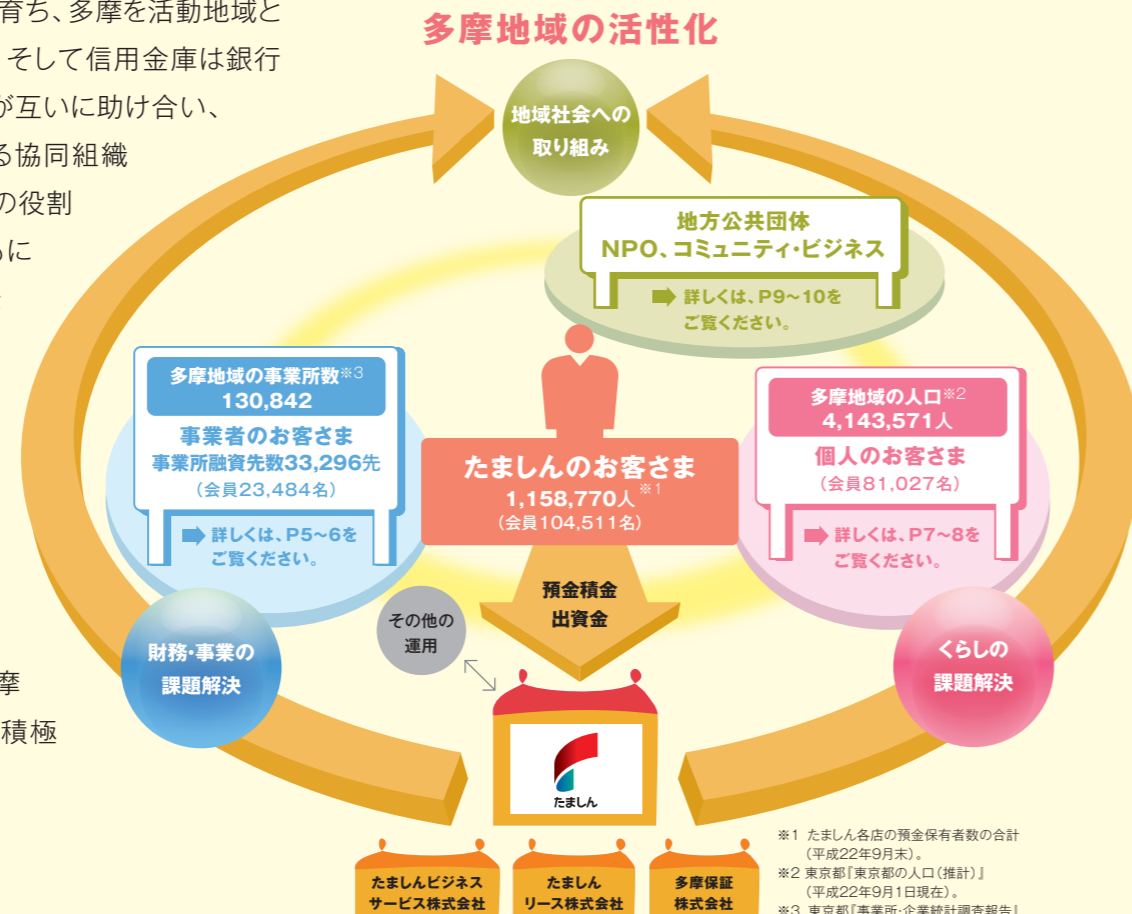 育ち、多摩を活動地域と
そして信用金庫は銀行
が互いに助け合い、
る協同組織
の役割
らに
摩
積極
多摩地域の活性化
地域社会への
取り組み
地方公共団体
NPO、コミュニティ・ビジネス
➡ 詳しくは、P9〜10を
ご覧ください。
多摩地域の事業所数※3
130,842
事業者のお客さま
事業所融資先数33,296先
（会員23,484名）
➡ 詳しくは、P5〜6を
ご覧ください。
たましんのお客さま
1,158,770人※1
（会員104,511名）
多摩地域の人口※2
4,143,571人
個人のお客さま
（会員81,027名）
➡ 詳しくは、P7〜8を
ご覧ください。
預金積金
出資金
その他の
運用
財務・事業の
課題解決
くらしの
課題解決
たましん
たましんビジネス
サービス株式会社
たましん
リース株式会社
多摩保証
株式会社
※1 たましん各店の預金保有者数の合計
（平成22年9月末）。
※2 東京都『東京都の人口（推計）』
（平成22年9月1日現在）。
※3 東京都『事業所・企業統計調査報告』